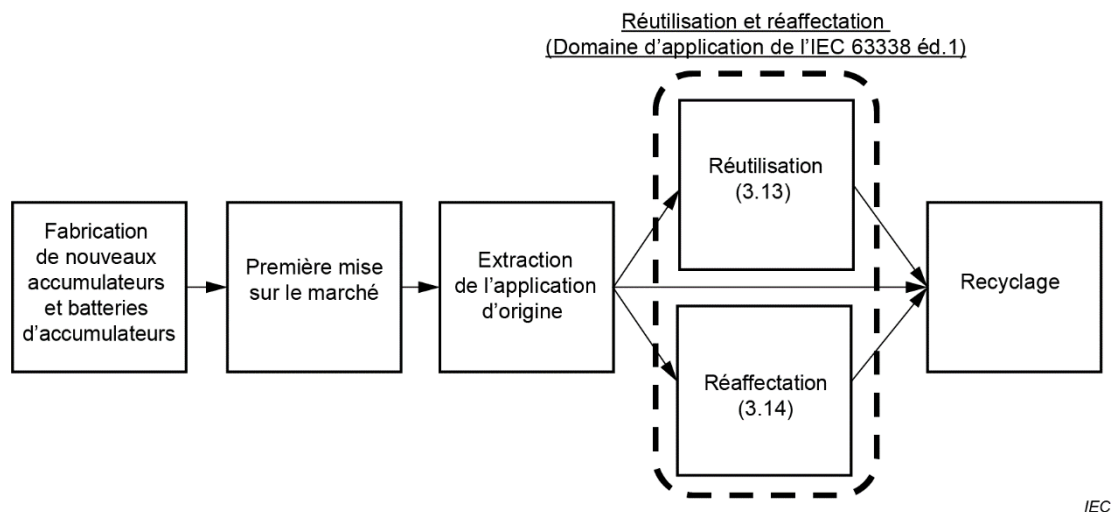 Réutilisation et réaffectation
(Domaine d’application de l’IEC 63338 éd.1)
Fabrication
de nouveaux
accumulateurs
et batteries
d’accumulateurs
Première mise
sur le marché
Extraction
de l’application
d’origine
Réutilisation
(3.13)
Réaffectation
(3.14)
Recyclage
IEC